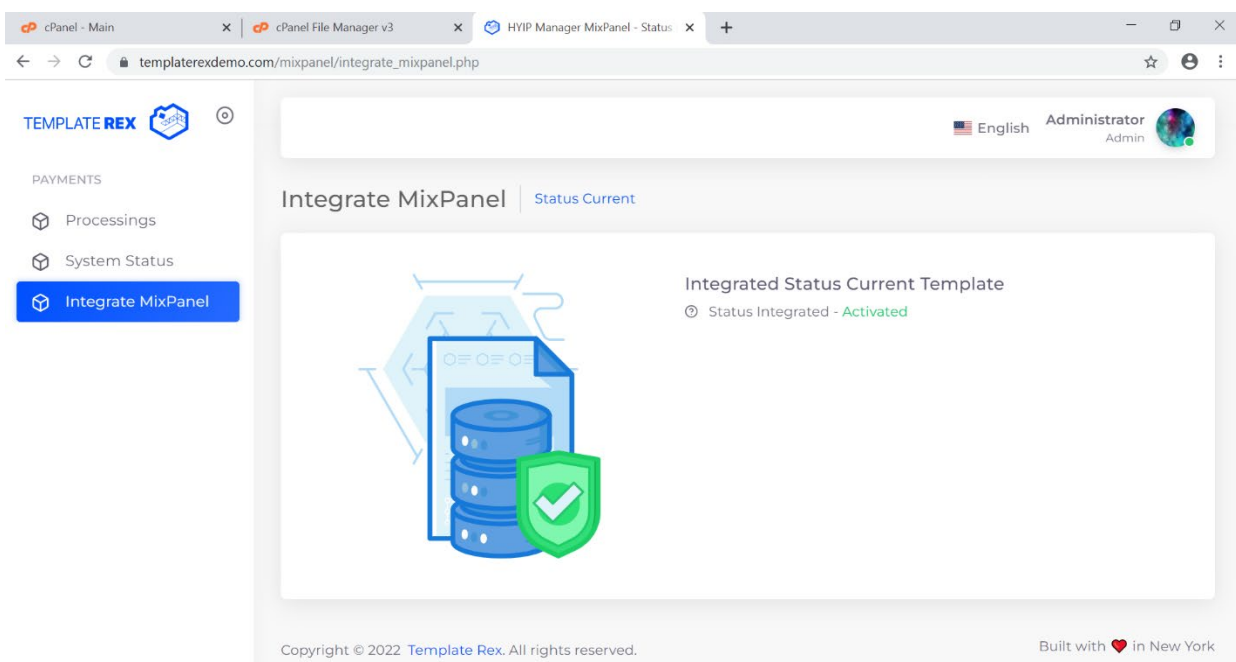 cPanel - Main
cPanel File Manager v3
HYIP Manager MixPanel - Status
templaterexdemo.com/mixpanel/integrate_mixpanel.php
TEMPLATE REX
English
Administrator
Admin
PAYMENTS
Processings
System Status
Integrate MixPanel
Integrate MixPanel
Status Current
Integrated Status Current Template
Status Integrated - Activated
Copyright © 2022 Template Rex. All rights reserved.
Built with ❤ in New York